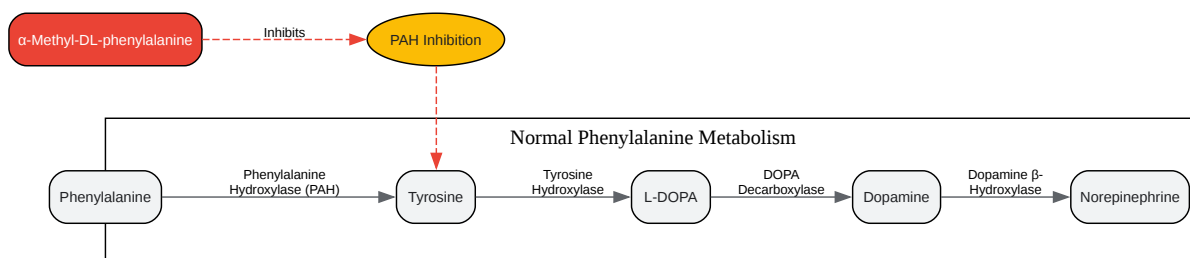 α-Methyl-DL-phenylalanine
Inhibits
PAH Inhibition
Normal Phenylalanine Metabolism
Phenylalanine
Phenylalanine
Hydroxylase (PAH)
Tyrosine
Tyrosine
Hydroxylase
L-DOPA
DOPA
Decarboxylase
Dopamine
Dopamine β-
Hydroxylase
Norepinephrine